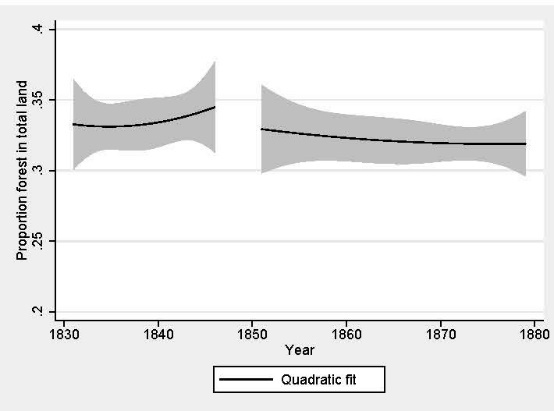 Proportion forest in total land
.4
.35
.3
.25
.2
1830 1840 1850 1860 1870 1880
Year
Quadratic fit